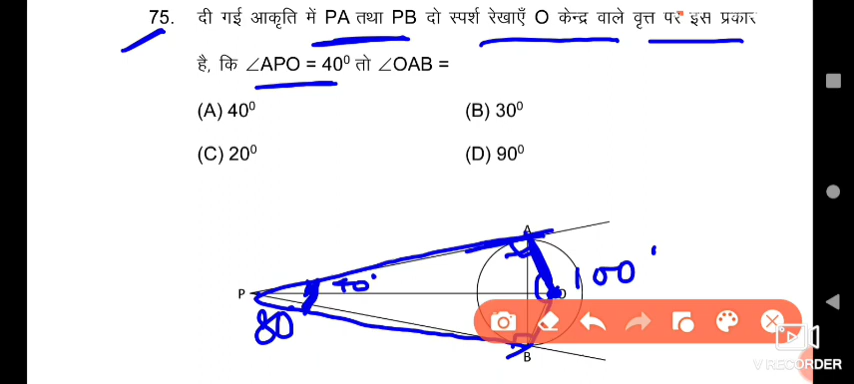 75. दी गई आकृति में PA तथा PB दो स्पर्श रेखाएँ O केन्द्र वाले वृत्त पर इस प्रकार
है, कि ∠APO = 40⁰ तो ∠OAB =
(A) 40⁰ (B) 30⁰
(C) 20⁰ (D) 90⁰
A
100°
P 40° O
80
B
V RECORDER